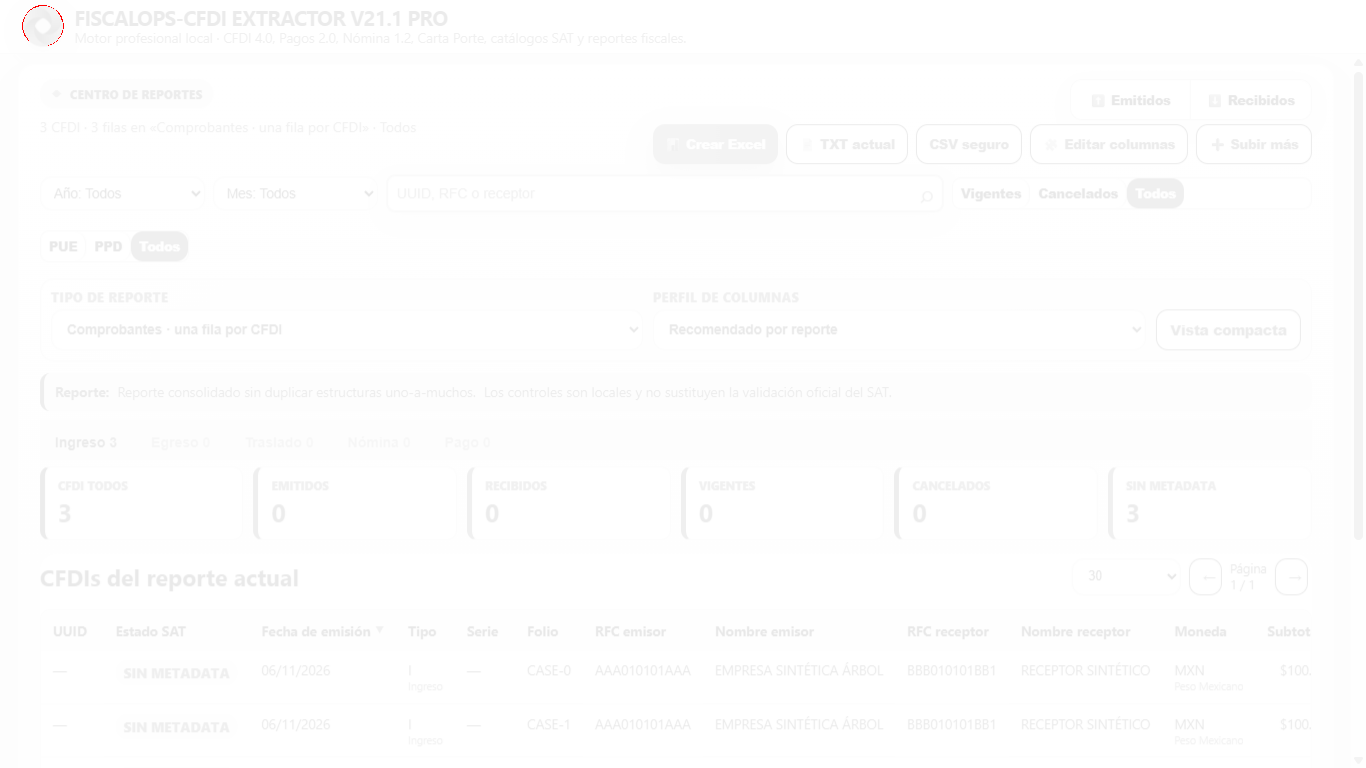 FISCALOPS-CFDI EXTRACTOR V21.1 PRO
Motor profesional local · CFDI 4.0, Pagos 2.0, Nómina 1.2, Carta Porte, catálogos SAT y reportes fiscales.
CENTRO DE REPORTES
Emitidos Recibidos
3 CFDI · 3 filas en «Comprobantes · una fila por CFDI» · Todos
Crear Excel TXT actual CSV seguro Editar columnas + Subir más
Año: Todos Mes: Todos UUID, RFC o receptor Vigentes Cancelados Todos
PUE PPD Todos
TIPO DE REPORTE PERFIL DE COLUMNAS
Comprobantes · una fila por CFDI Recomendado por reporte Vista compacta
Reporte: Reporte consolidado sin duplicar estructuras uno-a-muchos. Los controles son locales y no sustituyen la validación oficial del SAT.
Ingreso 3 Egreso 0 Traslado 0 Nómina 0 Pago 0
CFDI TODOS EMITIDOS RECIBIDOS VIGENTES CANCELADOS SIN METADATA
3 0 0 0 0 3
CFDIs del reporte actual 30 ← Página 1 / 1 →
UUID Estado SAT Fecha de emisión ▼ Tipo Serie Folio RFC emisor Nombre emisor RFC receptor Nombre receptor Moneda Subtot
— SIN METADATA 06/11/2026 I — CASE-0 AAA010101AAA EMPRESA SINTÉTICA ÁRBOL BBB010101BB1 RECEPTOR SINTÉTICO MXN $100.
Ingreso Peso Mexicano
— SIN METADATA 06/11/2026 I — CASE-1 AAA010101AAA EMPRESA SINTÉTICA ÁRBOL BBB010101BB1 RECEPTOR SINTÉTICO MXN $100.
Ingreso Peso Mexicano